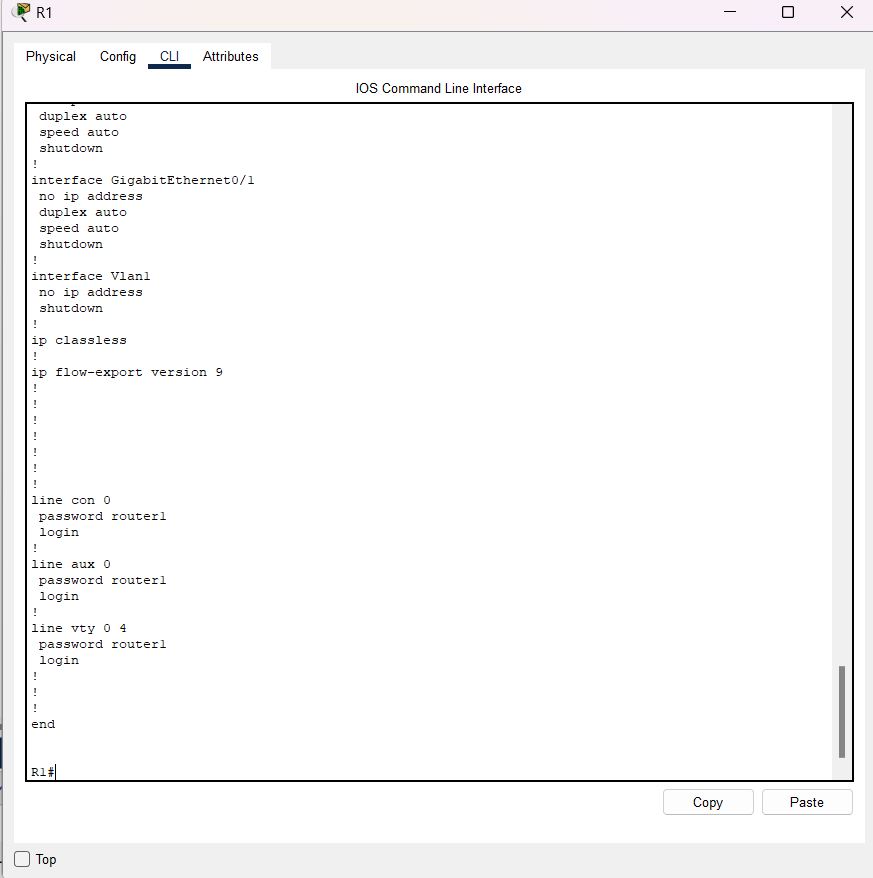 R1
Physical Config CLI Attributes
IOS Command Line Interface
duplex auto
speed auto
shutdown
!
interface GigabitEthernet0/1
no ip address
duplex auto
speed auto
shutdown
!
interface Vlan1
no ip address
shutdown
!
ip classless
!
ip flow-export version 9
!
!
!
!
!
!
!
line con 0
password router1
login
!
line aux 0
password router1
login
!
line vty 0 4
password router1
login
!
!
!
end
R1#
Copy Paste
Top